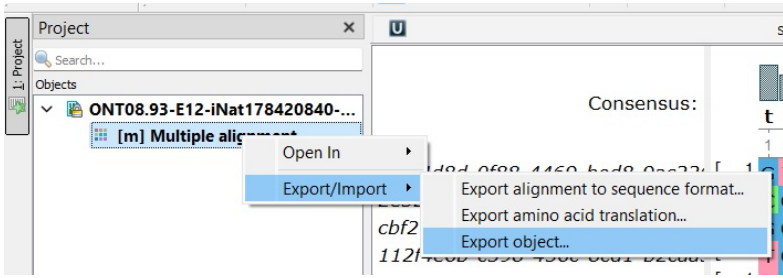 Project
1: Project
Search...
Objects
ONT08.93-E12-iNat178420840-...
[m] Multiple alignment
Open In
Export/Import
Export alignment to sequence format...
Export amino acid translation...
Export object...
U
s
Consensus:
t
1
1 G
cbf2